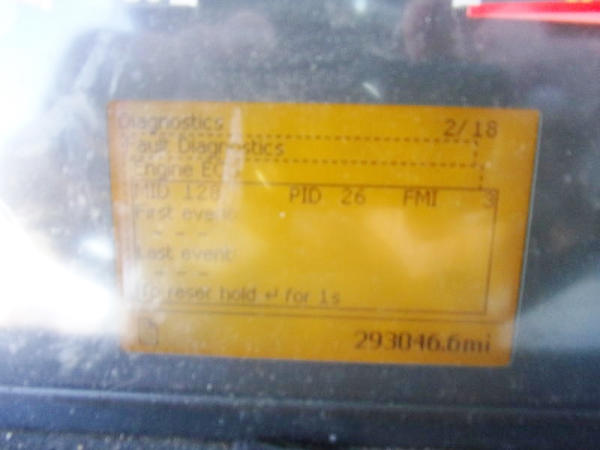 Diagnostics 2/18
Fault Diagnostics
Engine ECU
MID 128 PID 26 FMI 3
First event:
- - -
Last event:
- - -
To reset hold ↵ for 1s
293046.6mi